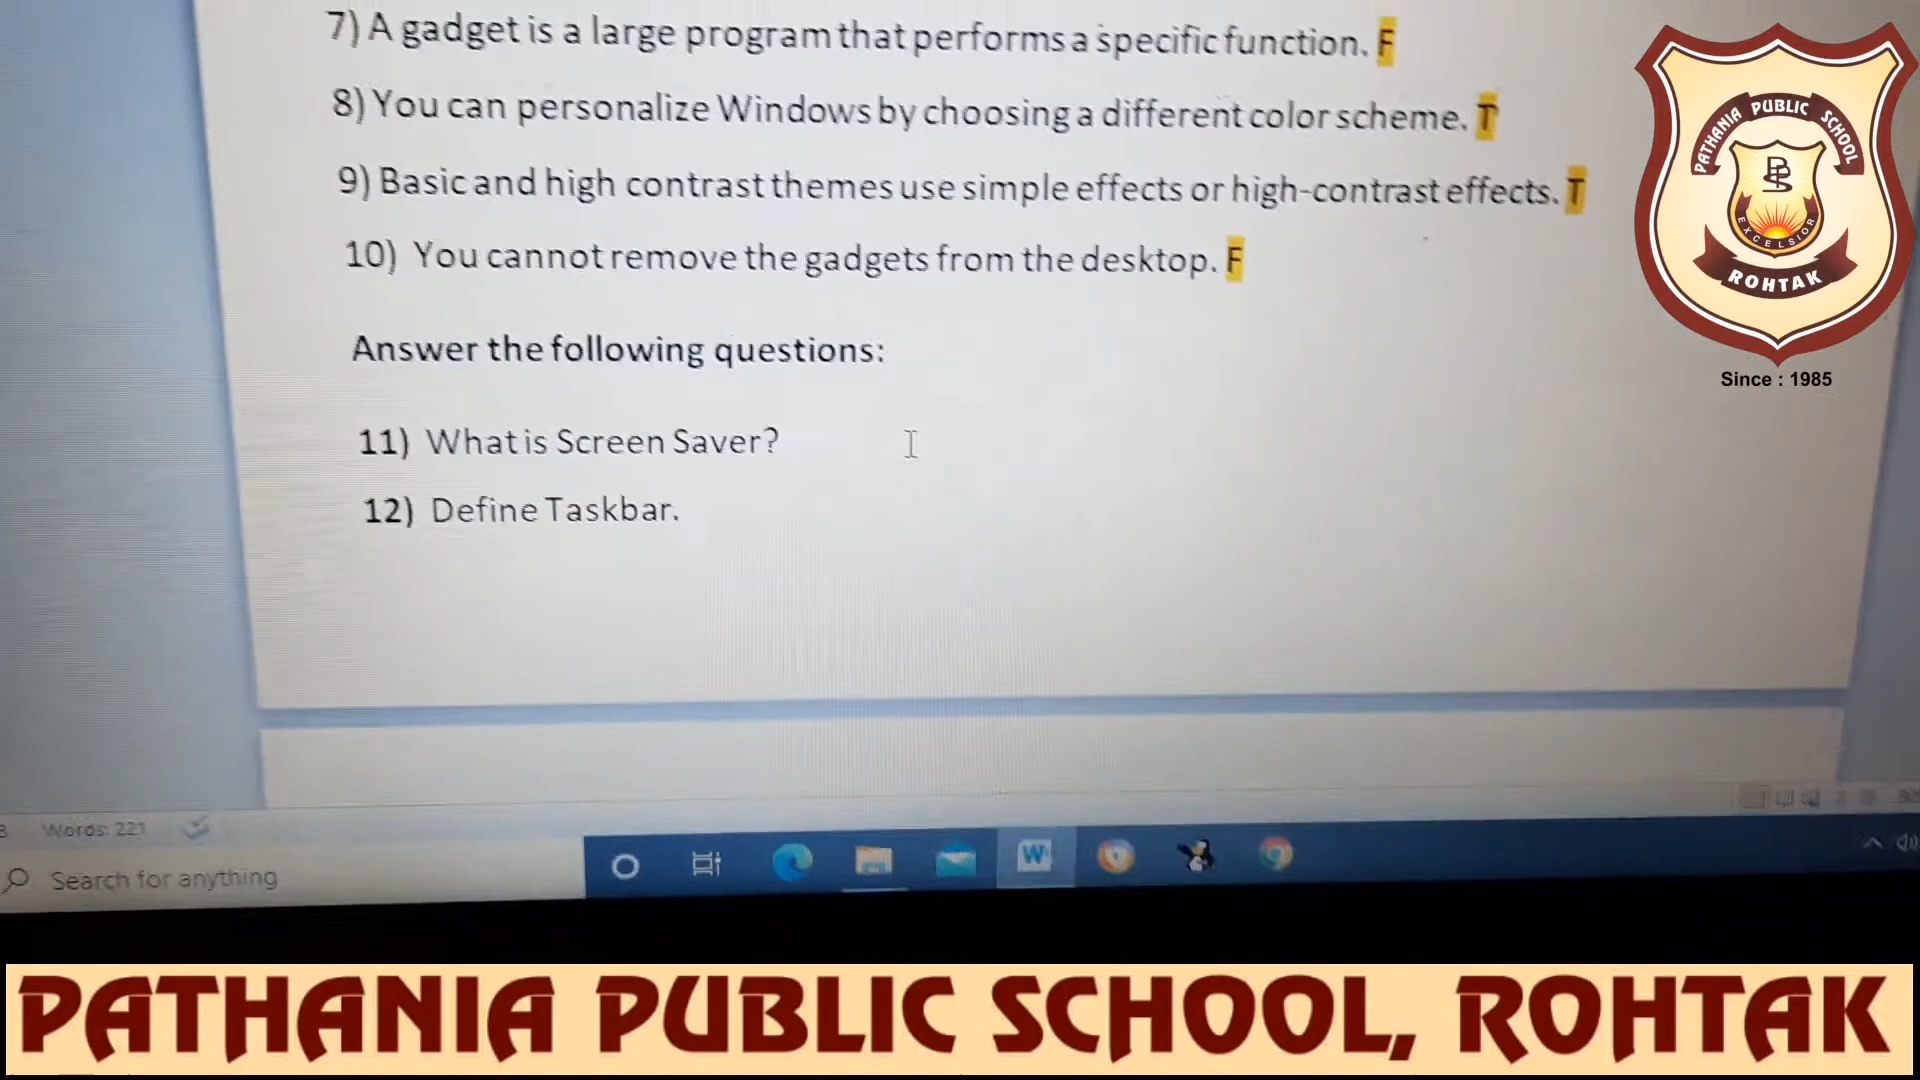 7) A gadget is a large program that performs a specific function. F
8) You can personalize Windows by choosing a different color scheme. T
9) Basic and high contrast themes use simple effects or high-contrast effects. T
10) You cannot remove the gadgets from the desktop. F
Answer the following questions:
11) What is Screen Saver?
12) Define Taskbar.
Words: 221
Search for anything
PATHANIA PUBLIC SCHOOL
EXCELSIOR
ROHTAK
Since : 1985
PATHANIA PUBLIC SCHOOL, ROHTAK